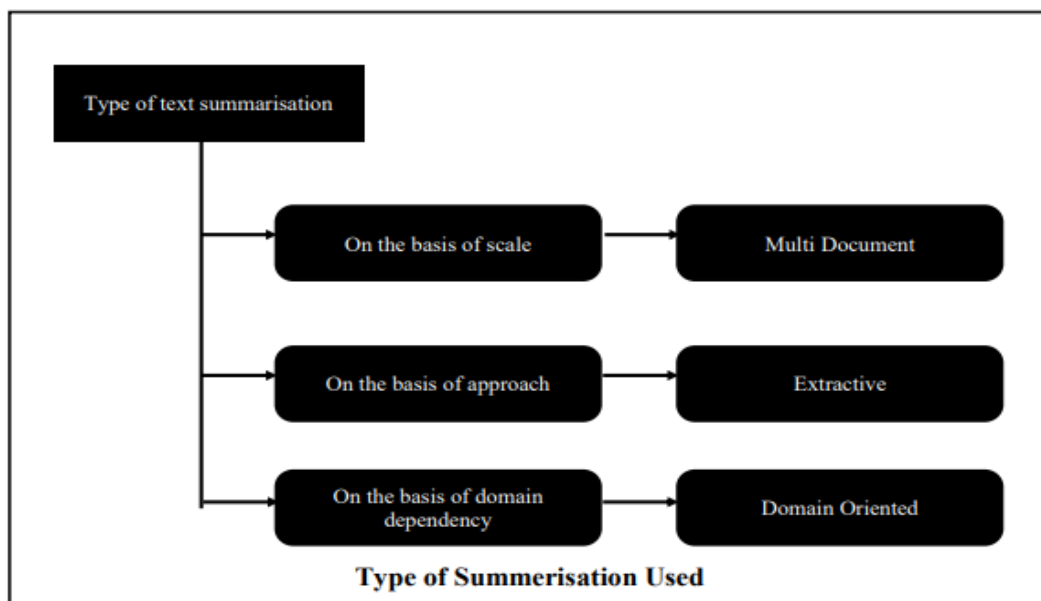 Type of text summarisation
On the basis of scale
Multi Document
On the basis of approach
Extractive
On the basis of domain
dependency
Domain Oriented
Type of Summerisation Used